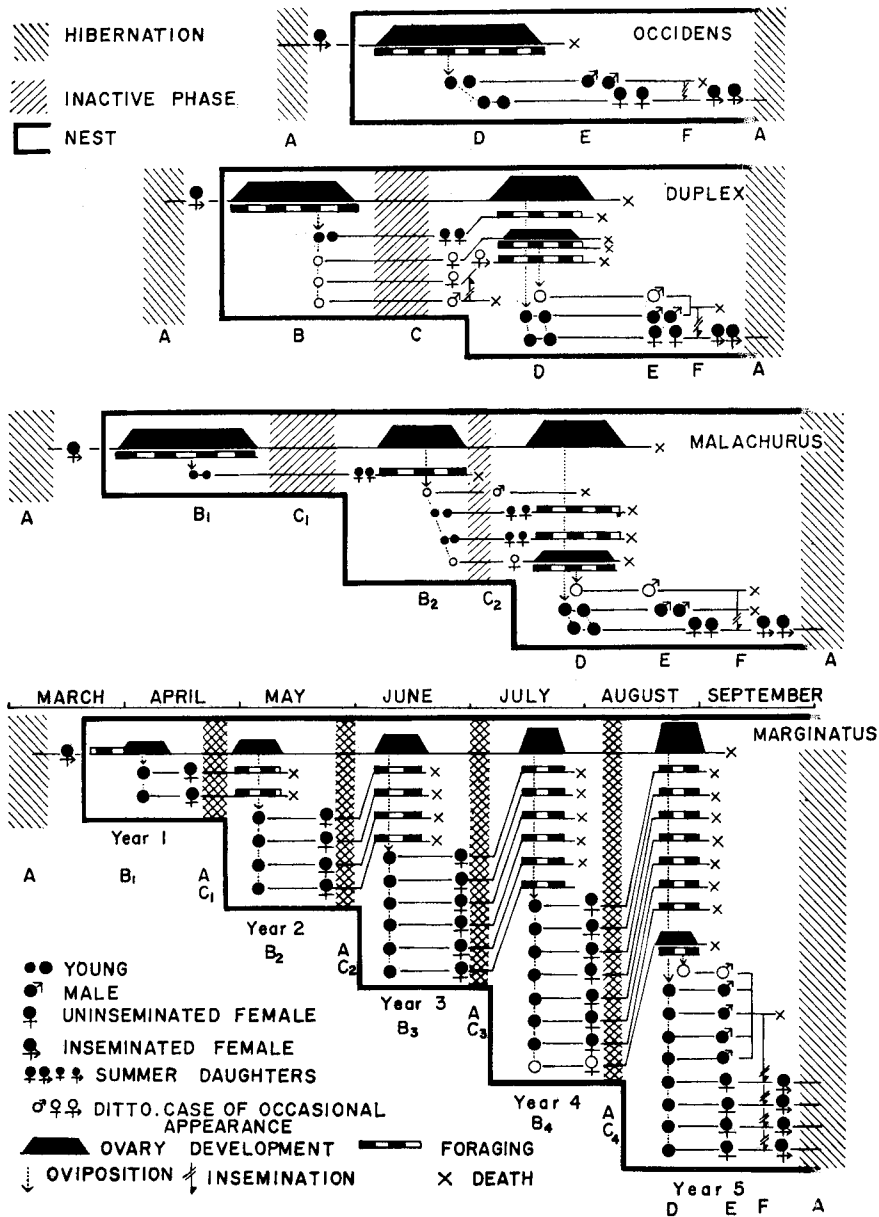 HIBERNATION
INACTIVE PHASE
NEST
OCCIDENS
A D E F A
DUPLEX
A B C D E F A
MALACHURUS
A B1 C1 B2 C2 D E F A
MARCH APRIL MAY JUNE JULY AUGUST SEPTEMBER
MARGINATUS
Year 1
A B1 A
C1
Year 2
B2 A
C2
Year 3
B3 A
C3
Year 4
B4 A
C4
Year 5
D E F A
YOUNG
MALE
UNINSEMINATED FEMALE
INSEMINATED FEMALE
SUMMER DAUGHTERS
DITTO. CASE OF OCCASIONAL
APPEARANCE
OVARY DEVELOPMENT FORAGING
OVIPOSITION INSEMINATION DEATH